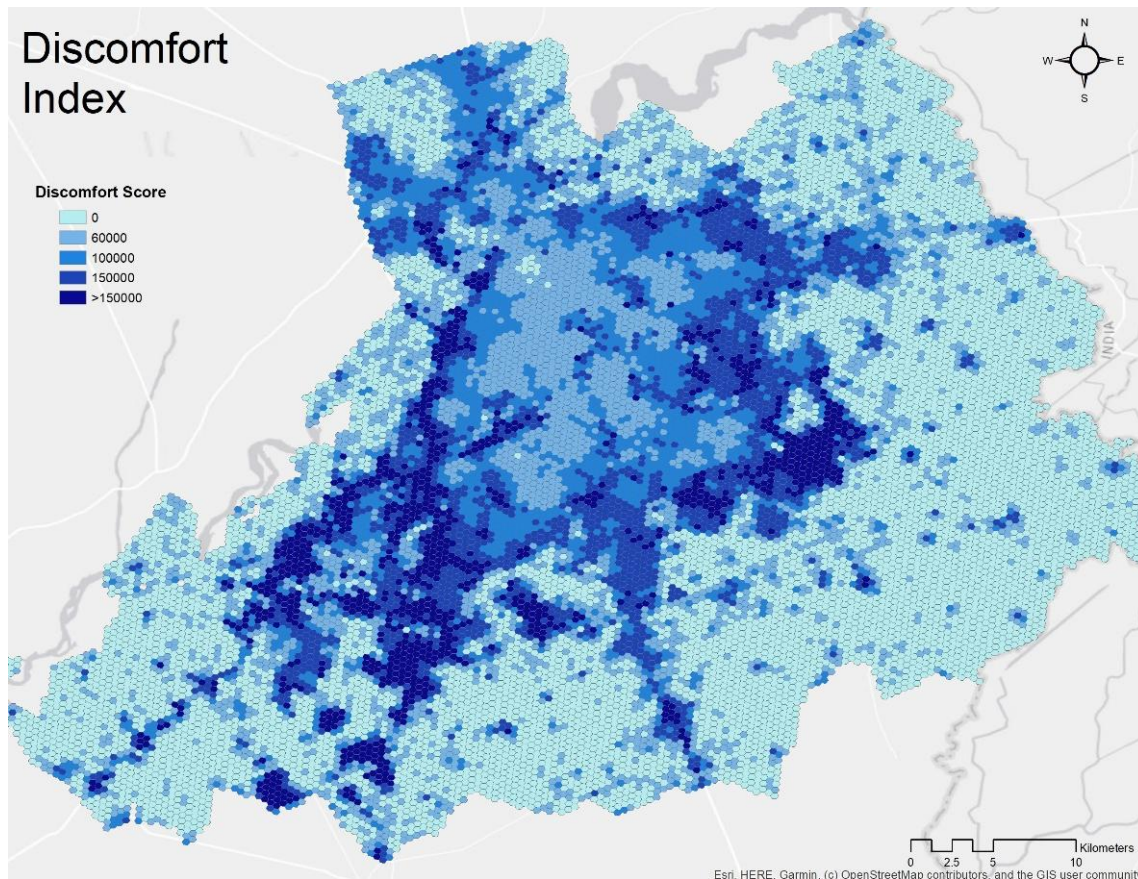 Discomfort
Index
N
W
E
S
Discomfort Score
0
60000
100000
150000
>150000
INDIA
Kilometers
0 2.5 5 10
Esri, HERE, Garmin, (c) OpenStreetMap contributors, and the GIS user community